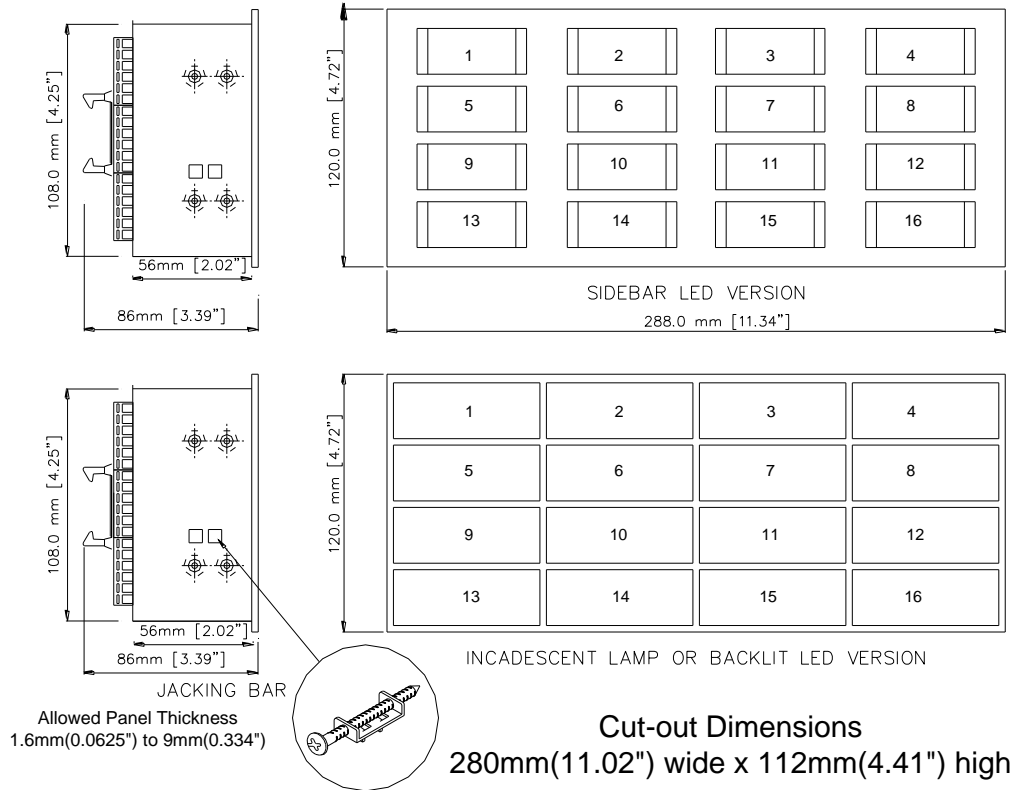 108.0 mm [4.25"]
56mm [2.02"]
86mm [3.39"]
120.0 mm [4.72"]
1 2 3 4
5 6 7 8
9 10 11 12
13 14 15 16
SIDEBAR LED VERSION
288.0 mm [11.34"]
108.0 mm [4.25"]
56mm [2.02"]
86mm [3.39"]
120.0 mm [4.72"]
1 2 3 4
5 6 7 8
9 10 11 12
13 14 15 16
INCADESCENT LAMP OR BACKLIT LED VERSION
JACKING BAR
Allowed Panel Thickness
1.6mm(0.0625") to 9mm(0.334")
Cut-out Dimensions
280mm(11.02") wide x 112mm(4.41") high